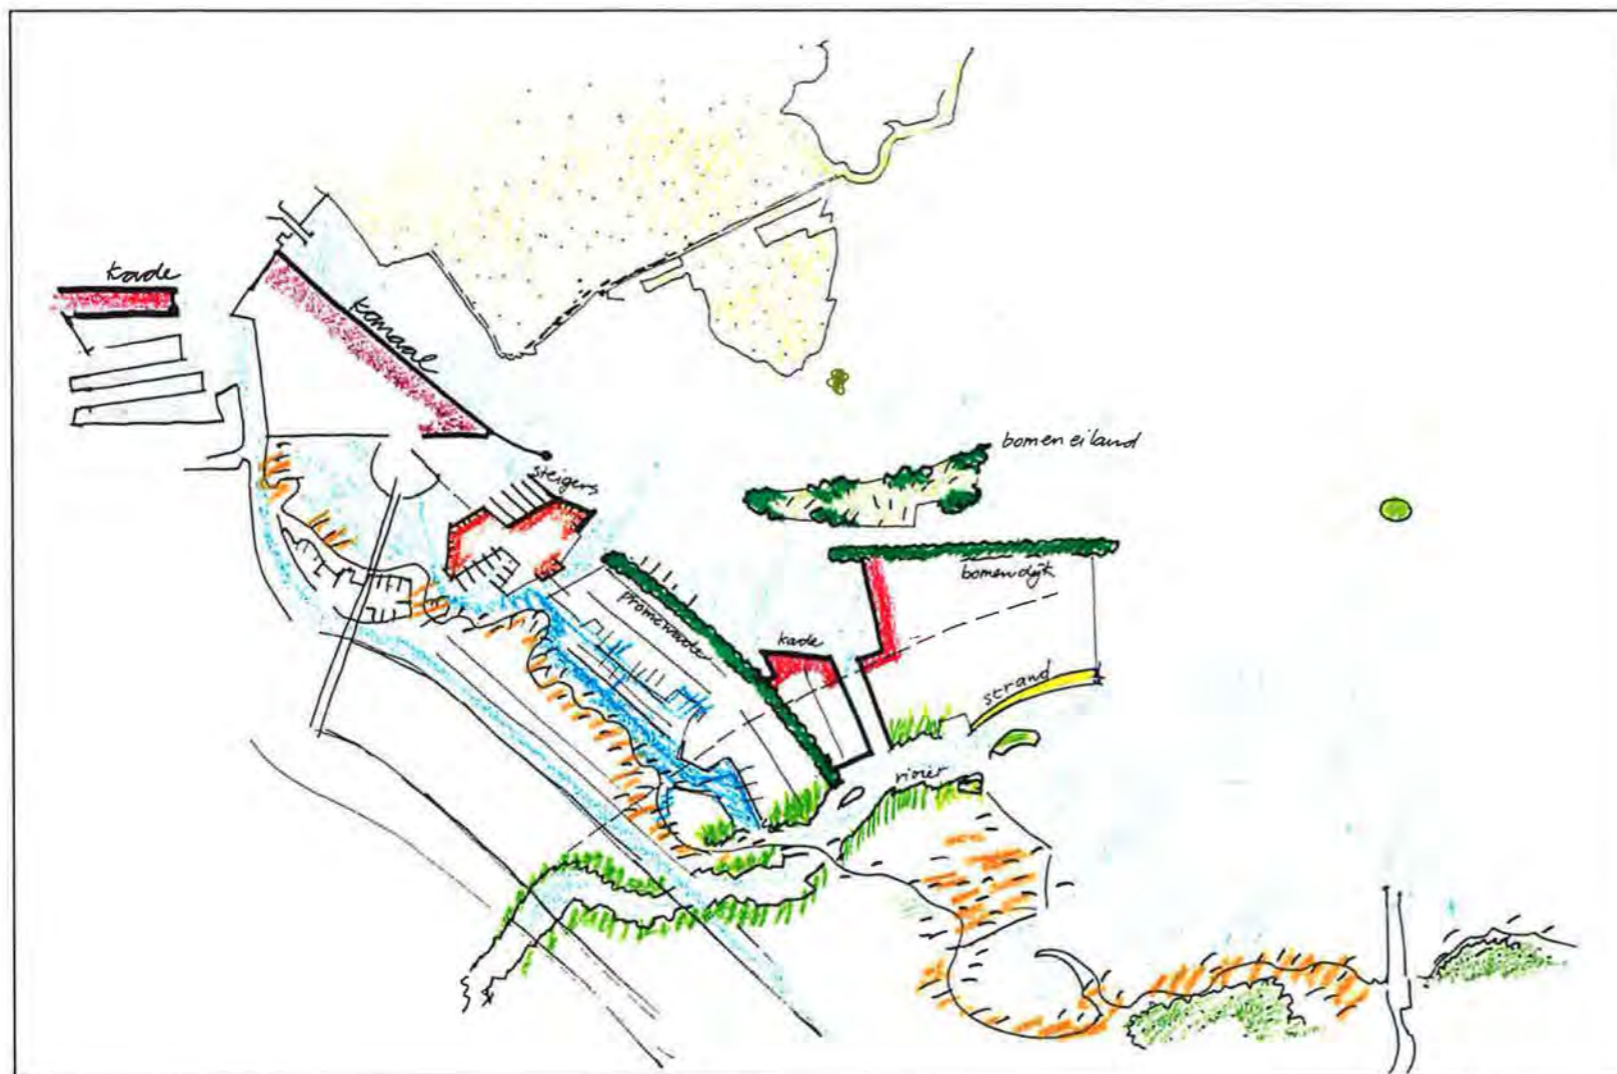 kade
kanaal
bomen eiland
steigers
bomendijk
promenade
kade
strand
rivier